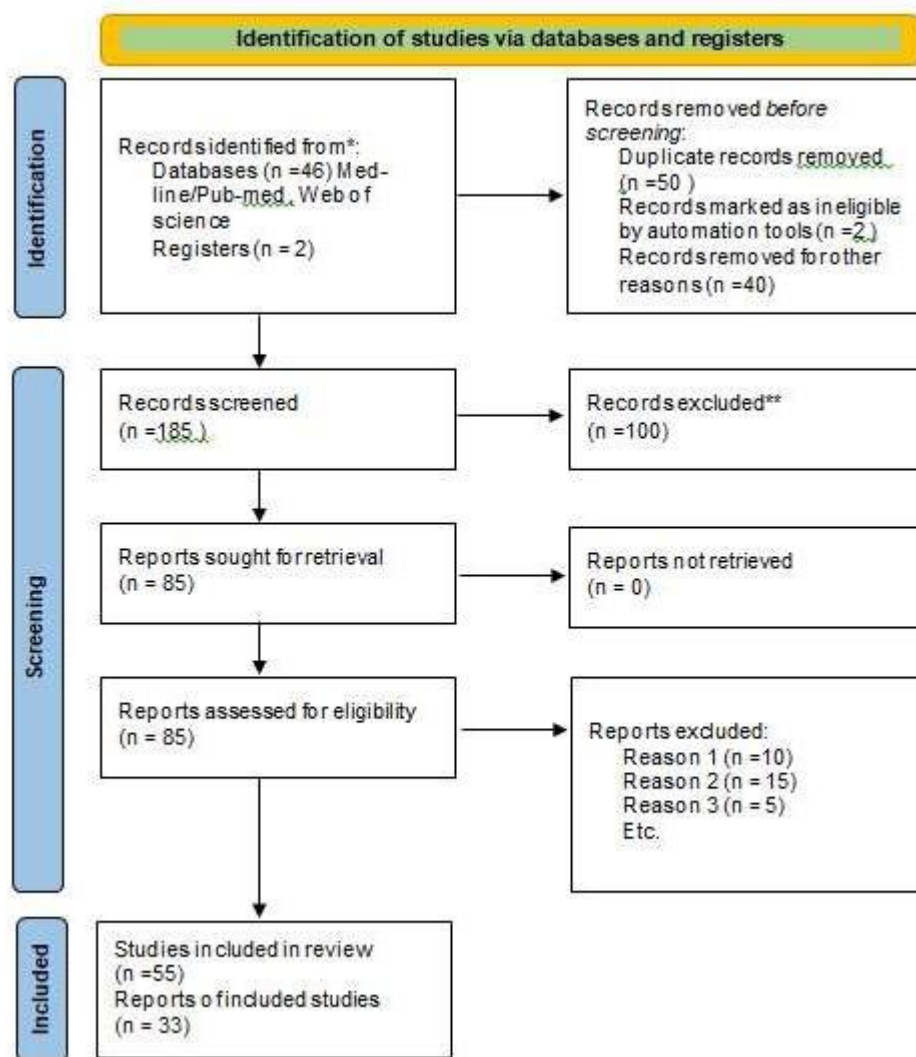 Identification of studies via databases and registers
Identification
Records identified from*:
Databases (n =46) Med-
line/Pub-med, Web of
science
Registers (n = 2)
Records removed before
screening:
Duplicate records removed
(n =50 )
Records marked as ineligible
by automation tools (n =2 )
Records removed for other
reasons (n =40)
Screening
Records screened
(n =185 )
Records excluded**
(n =100)
Reports sought for retrieval
(n = 85)
Reports not retrieved
(n = 0)
Reports assessed for eligibility
(n = 85)
Reports excluded:
Reason 1 (n =10)
Reason 2 (n = 15)
Reason 3 (n = 5)
Etc.
Included
Studies included in review
(n =55)
Reports of included studies
(n = 33)